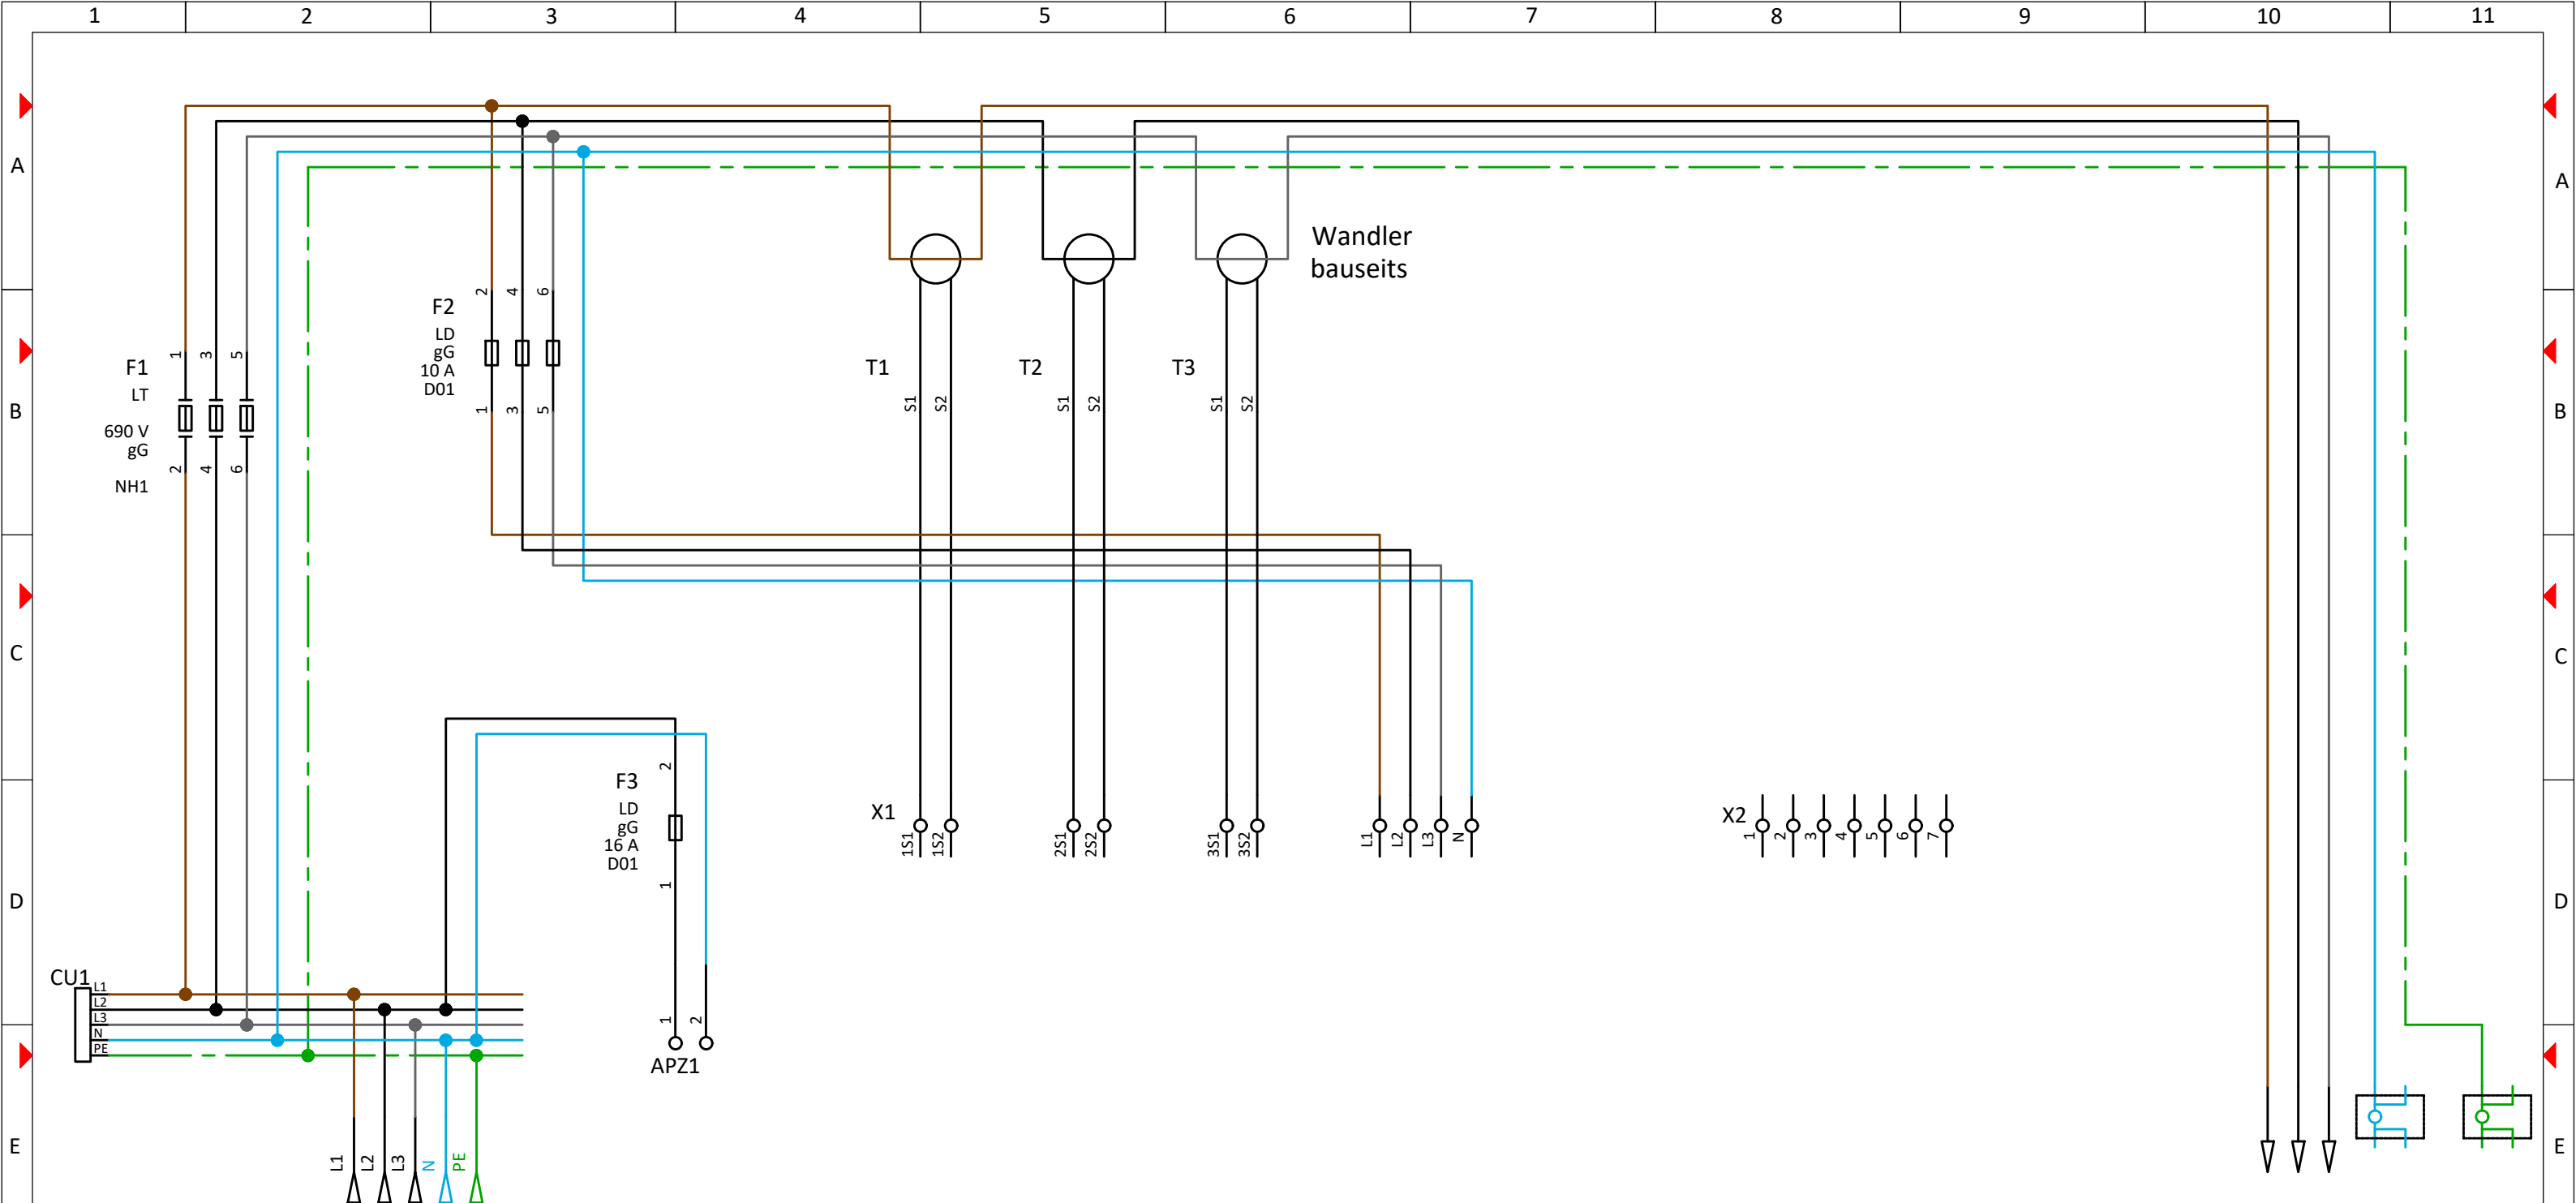 1 2 3 4 5 6 7 8 9 10 11
A A
Wandler
bauseits
F2
LD
gG
10 A
D01
2 4 6
1 3 5
F1
LT
690 V
gG
NH1
1 3 5
2 4 6
T1
S1 S2
T2
S1 S2
T3
S1 S2
B B
C C
F3
LD
gG
16 A
D01
2
1
X1
1S1 1S2 2S1 2S2 3S1 3S2 L1 L2 L3 N
X2
1 2 3 4 5 6 7
D D
CU1
L1
L2
L3
N
PE
1 2
APZ1
E E
L1 L2 L3 N PE